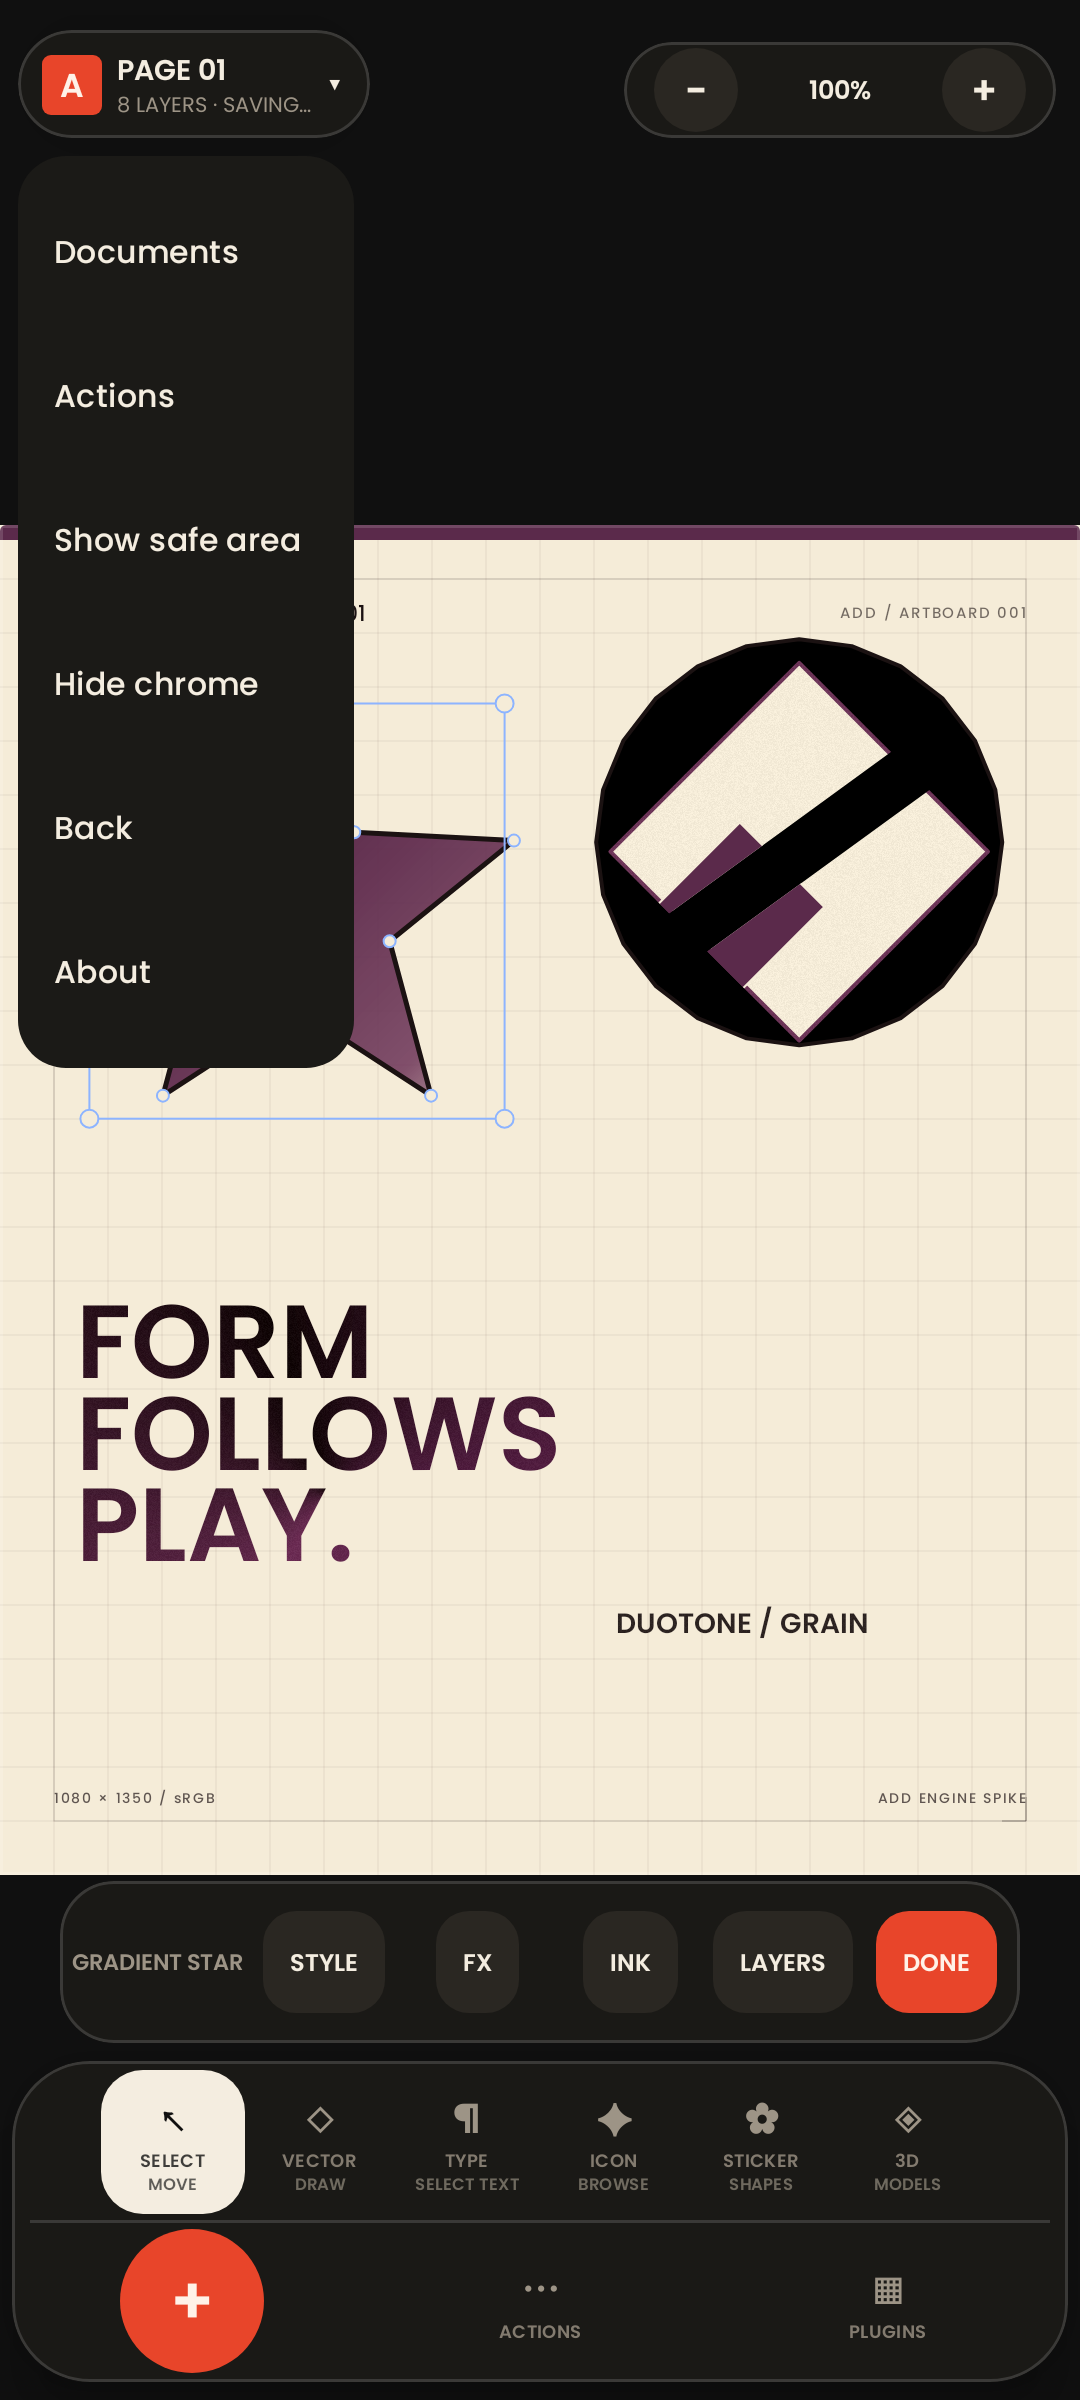 A
PAGE 01
8 LAYERS · SAVING...
▼
−
100%
+
Documents
Actions
Show safe area
Hide chrome
Back
About
ADD / ARTBOARD 001
FORM
FOLLOWS
PLAY.
DUOTONE / GRAIN
1080 × 1350 / sRGB
ADD ENGINE SPIKE
GRADIENT STAR
STYLE
FX
INK
LAYERS
DONE
SELECT
MOVE
VECTOR
DRAW
¶
TYPE
SELECT TEXT
ICON
BROWSE
STICKER
SHAPES
3D
MODELS
+
ACTIONS
PLUGINS